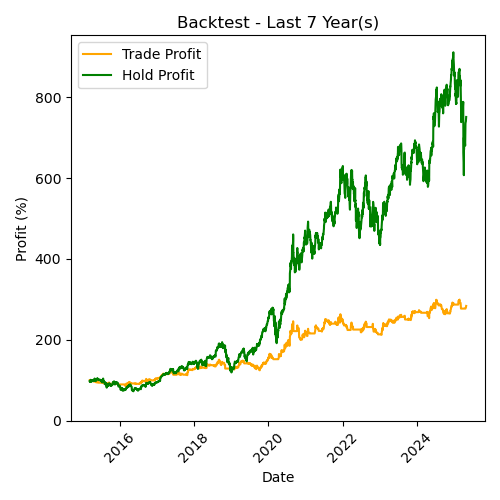 Backtest - Last 7 Year(s)
Trade Profit
Hold Profit
Profit (%)
800
600
400
200
0
2016
2018
2020
2022
2024
Date